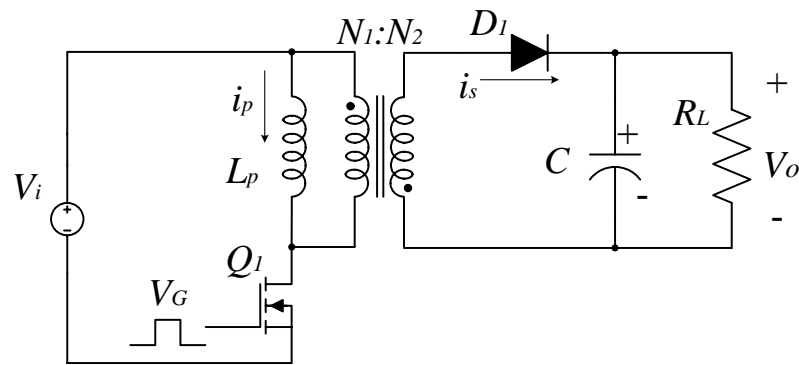 N1:N2
D1
ip
is
+
Lp
RL
+
C
Vo
Vi
+
-
-
-
Q1
VG